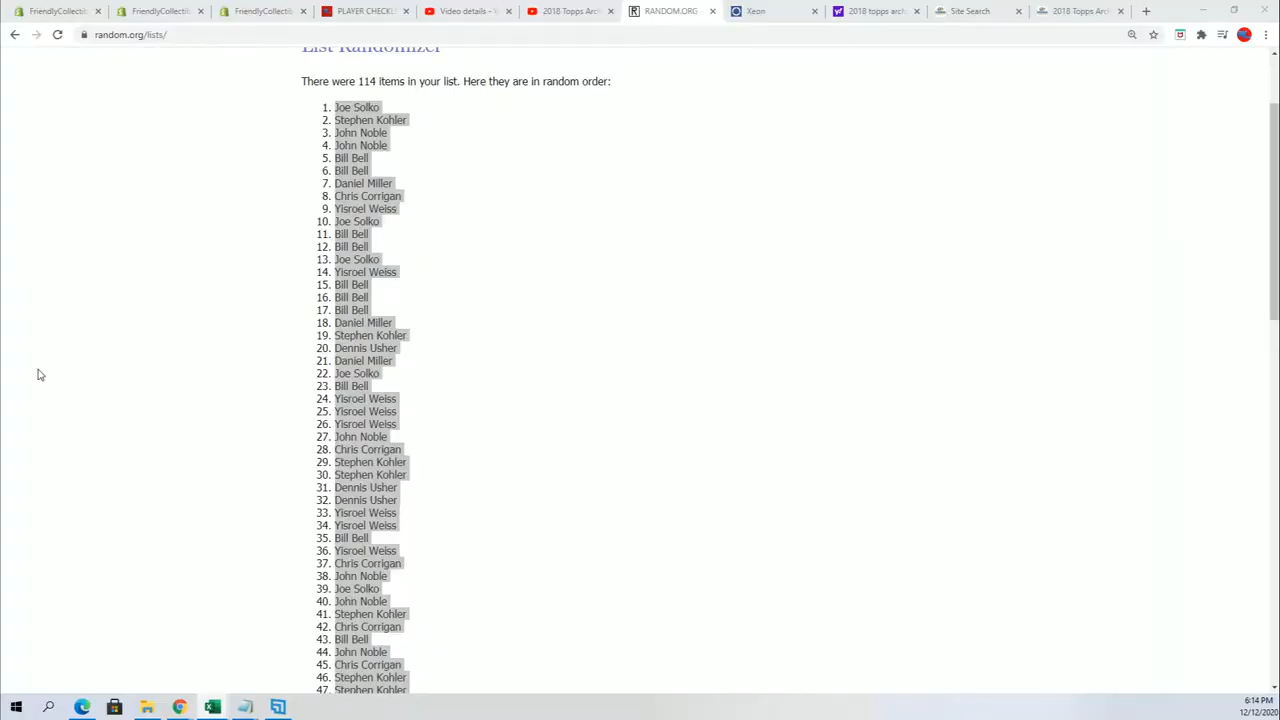 FriendlyCollectib
FriendlyCollectib
FriendlyCollectib
PLAYER CHECKL
Video details - Y
2018 Topps Arch
RANDOM.ORG
Xe
2018 topps arch
Site Search
2018 Topps Arc
random.org/lists/
List Randomizer
There were 114 items in your list. Here they are in random order:
1. Joe Solko
2. Stephen Kohler
3. John Noble
4. John Noble
5. Bill Bell
6. Bill Bell
7. Daniel Miller
8. Chris Corrigan
9. Yisroel Weiss
10. Joe Solko
11. Bill Bell
12. Bill Bell
13. Joe Solko
14. Yisroel Weiss
15. Bill Bell
16. Bill Bell
17. Bill Bell
18. Daniel Miller
19. Stephen Kohler
20. Dennis Usher
21. Daniel Miller
22. Joe Solko
23. Bill Bell
24. Yisroel Weiss
25. Yisroel Weiss
26. Yisroel Weiss
27. John Noble
28. Chris Corrigan
29. Stephen Kohler
30. Stephen Kohler
31. Dennis Usher
32. Dennis Usher
33. Yisroel Weiss
34. Yisroel Weiss
35. Bill Bell
36. Yisroel Weiss
37. Chris Corrigan
38. John Noble
39. Joe Solko
40. John Noble
41. Stephen Kohler
42. Chris Corrigan
43. Bill Bell
44. John Noble
45. Chris Corrigan
46. Stephen Kohler
47. Stephen Kohler
6:14 PM
12/12/2020